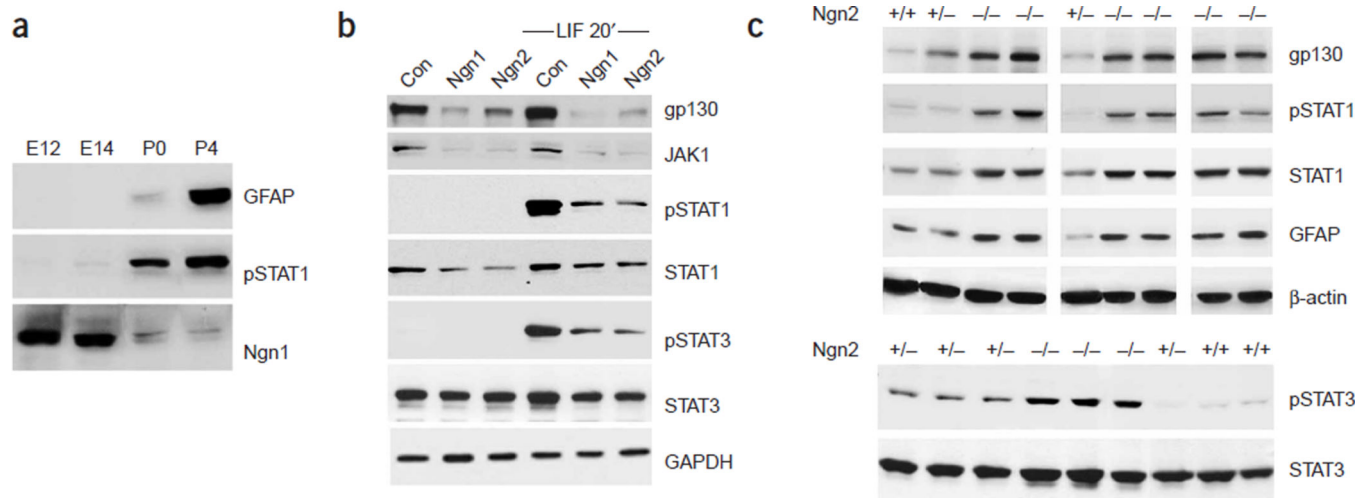 a
E12 E14 P0 P4
GFAP
pSTAT1
Ngn1
b
LIF 20′
Con Ngn1 Ngn2 Con Ngn1 Ngn2
gp130
JAK1
pSTAT1
STAT1
pSTAT3
STAT3
GAPDH
c
Ngn2 +/+ +/– –/– –/– +/– –/– –/– –/– –/–
gp130
pSTAT1
STAT1
GFAP
β-actin
Ngn2 +/– +/– +/– –/– –/– –/– +/– +/+ +/+
pSTAT3
STAT3